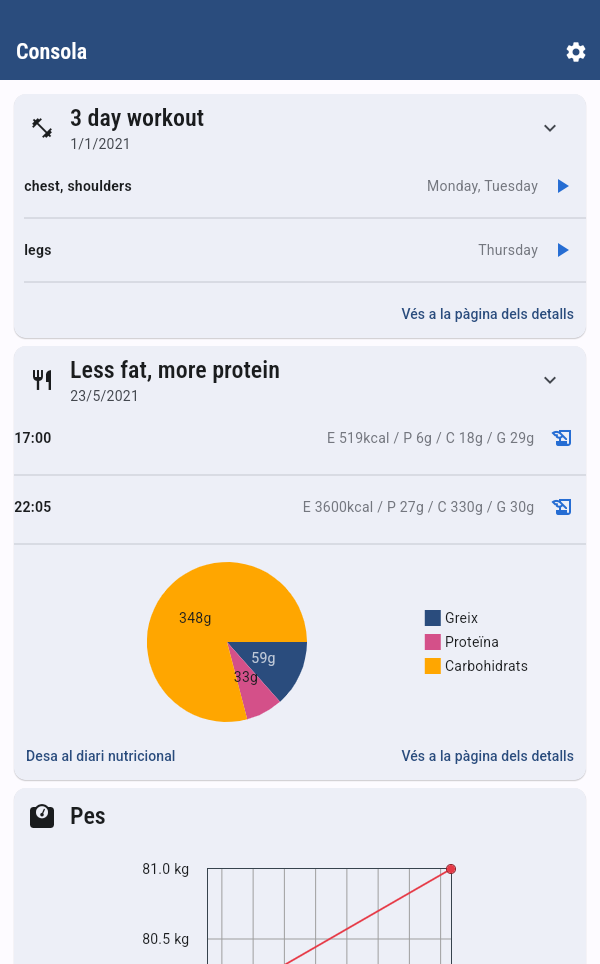 Consola
3 day workout
1/1/2021
chest, shoulders
Monday, Tuesday
legs
Thursday
Vés a la pàgina dels detalls
Less fat, more protein
23/5/2021
17:00
E 519kcal / P 6g / C 18g / G 29g
22:05
E 3600kcal / P 27g / C 330g / G 30g
348g
59g
33g
Greix
Proteïna
Carbohidrats
Desa al diari nutricional
Vés a la pàgina dels detalls
Pes
81.0 kg
80.5 kg